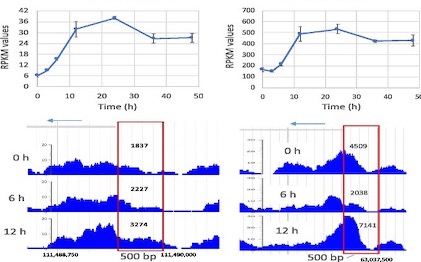 RPKM values
42
36
30
24
18
12
6
0
0 10 20 30 40 50
Time (h)
RPKM values
700
600
500
400
300
200
100
0
0 10 20 30 40 50
Time (h)
0 h
1837
6 h
2227
12 h
3274
111,488,750
500 bp
111,490,000
0 h
4509
6 h
2038
12 h
7141
500 bp
63,037,500